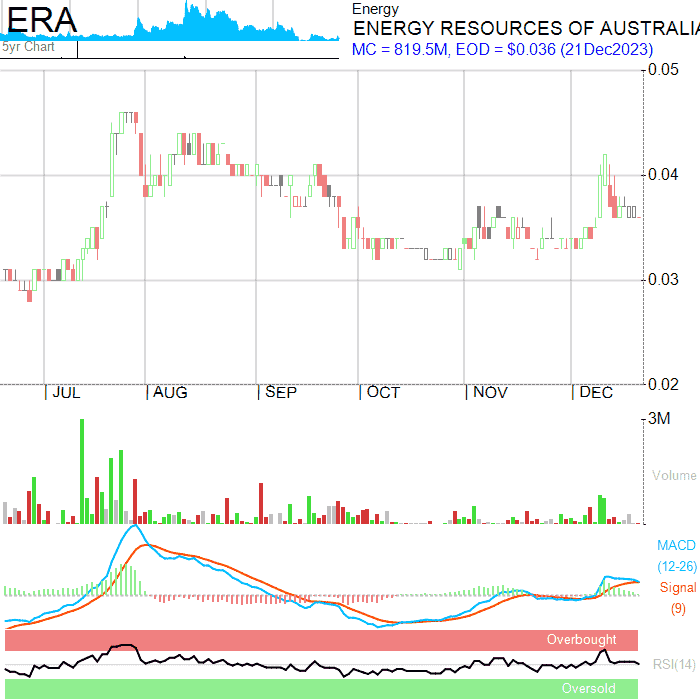 ERA
5yr Chart
Energy
ENERGY RESOURCES OF AUSTRALIA
MC = 819.5M, EOD = $0.036 (21Dec2023)
0.05
0.04
0.03
0.02
JUL AUG SEP OCT NOV DEC
3M
Volume
MACD
(12-26)
Signal
(9)
Overbought
RSI(14)
Oversold